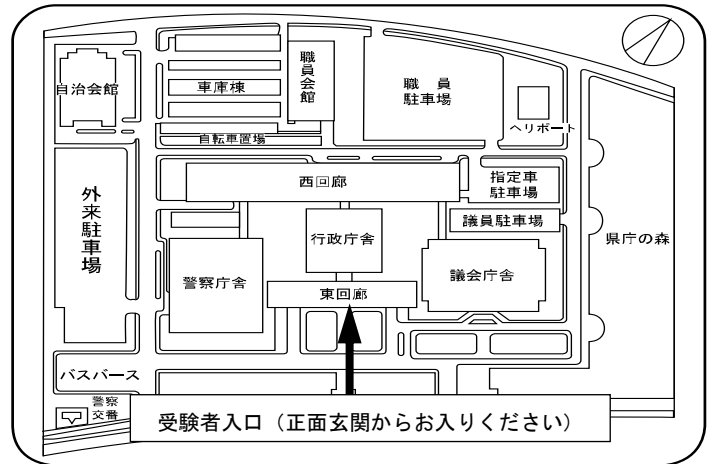 職員会館
自治会館
車庫棟
職員
駐車場
ヘリポート
自転車置場
西回廊
指定車
駐車場
外来駐車場
議員駐車場
行政庁舎
県庁の森
警察庁舎
議会庁舎
東回廊
バスバース
警察
交番
受験者入口（正面玄関からお入りください）